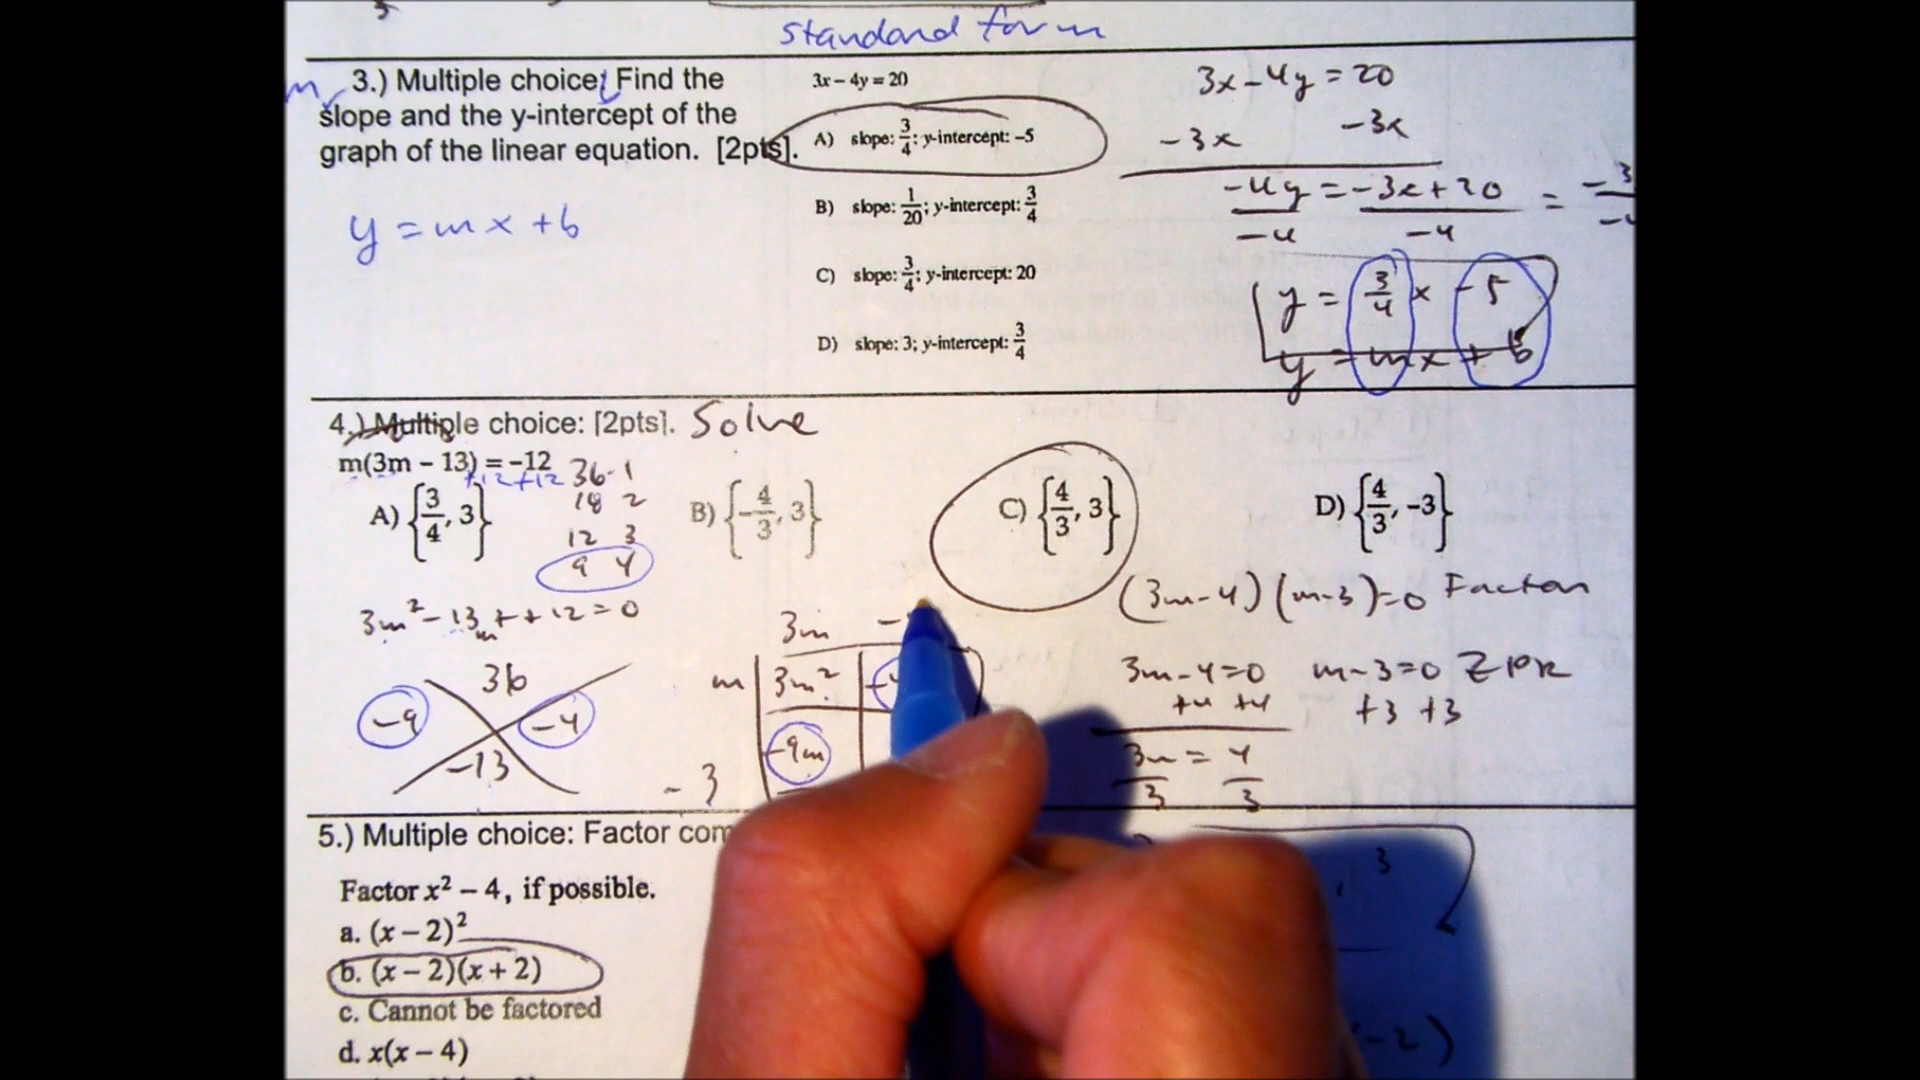 standard form
m 3.) Multiple choice: Find the
slope and the y-intercept of the
graph of the linear equation. [2pts].
y = mx + b
3x – 4y = 20
A) slope: 3/4; y-intercept: –5
B) slope: 1/20; y-intercept: 3/4
C) slope: 3/4; y-intercept: 20
D) slope: 3; y-intercept: 3/4
3x - 4y = 20
-3x -3x
-4y = -3x + 20 =
-4 -4
y = 3/4 x - 5
y = mx + b
4.) Multiple choice: [2pts]. Solve
m(3m – 13) = –12
+12 +12
36 1
18 2
12 3
9 4
A) {3/4, 3}
B) {-4/3, 3}
C) {4/3, 3}
D) {4/3, -3}
3m² - 13m + 12 = 0
36
-9 -4
-13
3m
m 3m²
-9m
- 3
(3m-4)(m-3)=0 Factor
3m-4=0 m-3=0 ZPR
+4 +4 +3 +3
3m = 4
3 3
, 3
5.) Multiple choice: Factor
Factor x² – 4, if possible.
a. (x – 2)²
b. (x – 2)(x + 2)
c. Cannot be factored
d. x(x – 4)
-2)